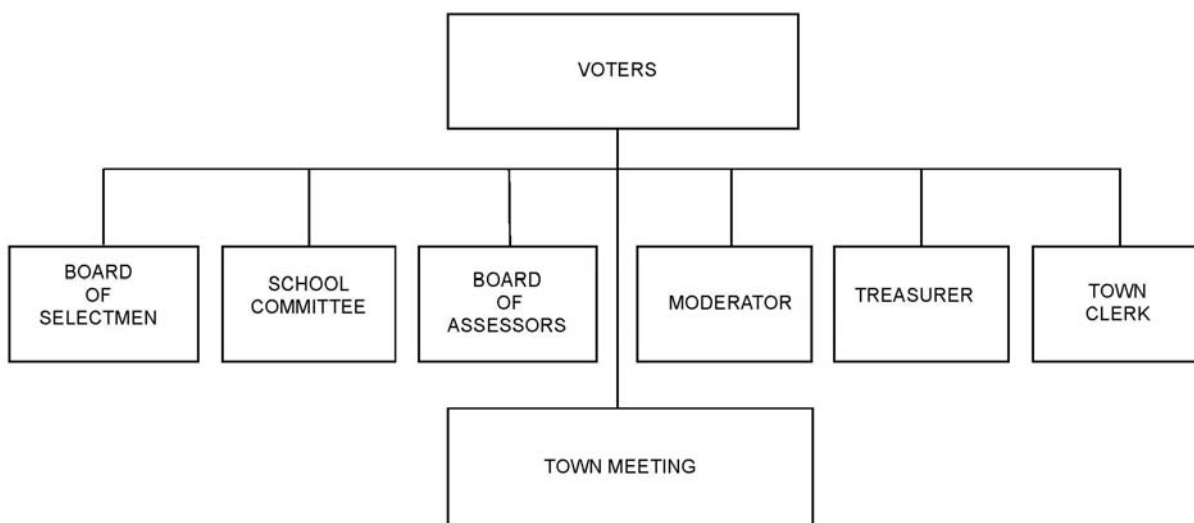 VOTERS
BOARD
OF
SELECTMEN
SCHOOL
COMMITTEE
BOARD
OF
ASSESSORS
MODERATOR
TREASURER
TOWN
CLERK
TOWN MEETING